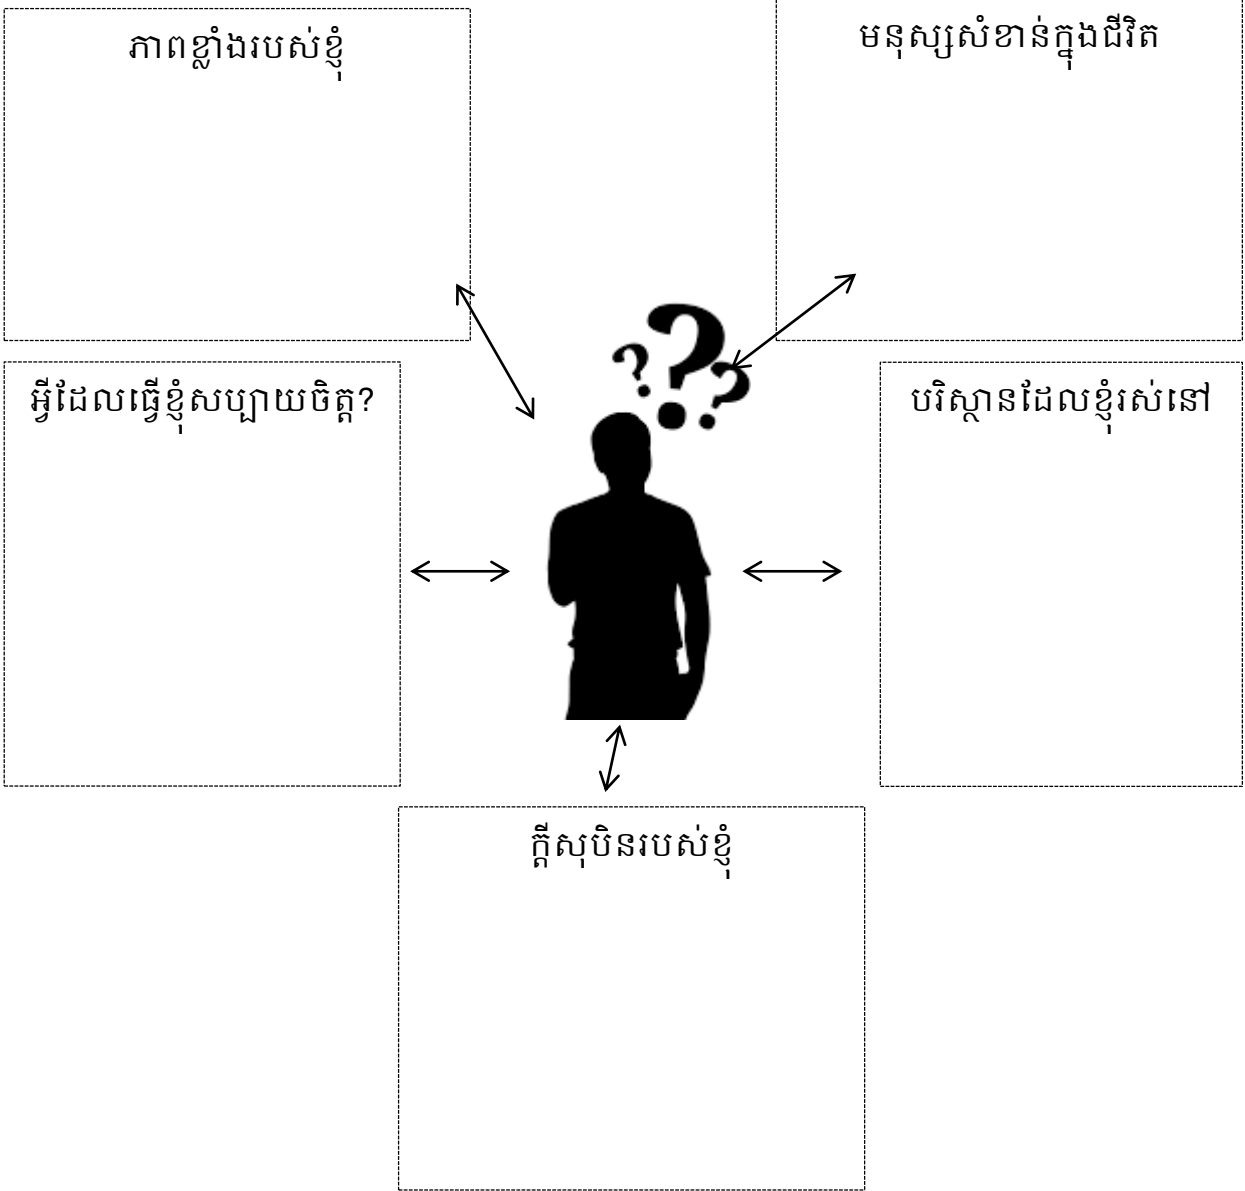 ភាពខ្លាំងរបស់ខ្ញុំ
មនុស្សសំខាន់ក្នុងជីវិត
អ្វីដែលធ្វើខ្ញុំសប្បាយចិត្ត?
បរិស្ថានដែលខ្ញុំរស់នៅ
ក្តីសុបិនរបស់ខ្ញុំ